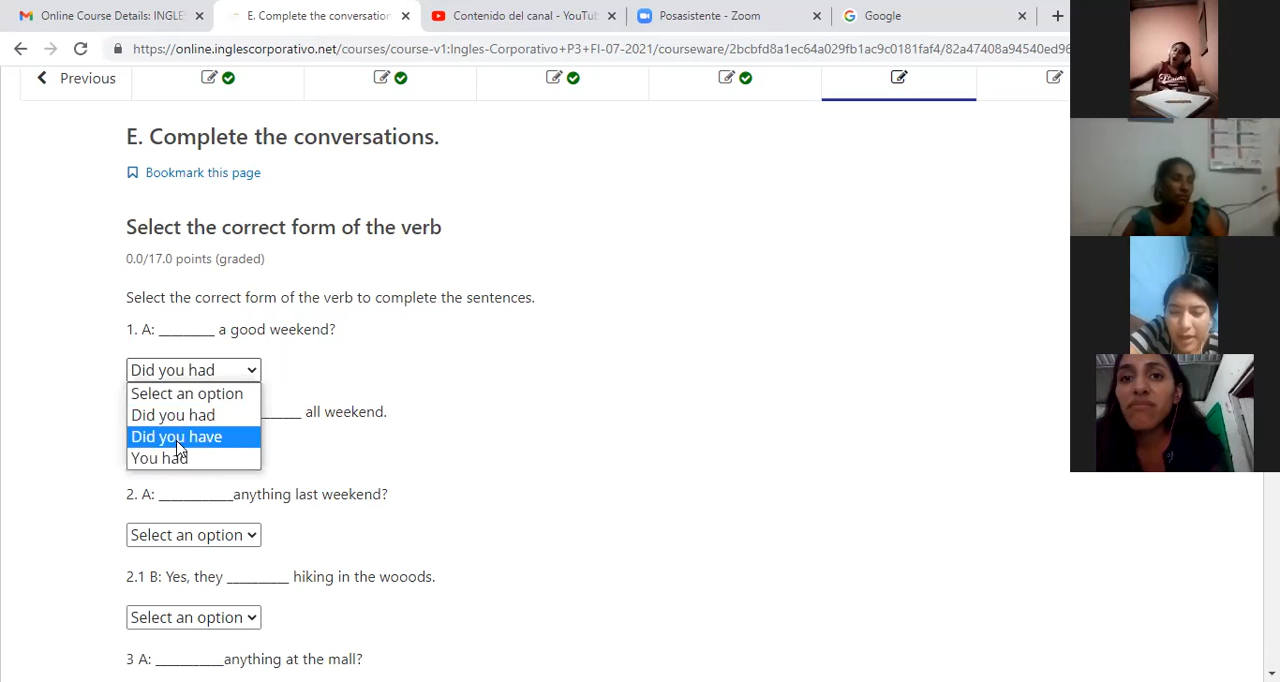 Online Course Details: INGLE
E. Complete the conversation
Contenido del canal - YouTu
Posasistente - Zoom
Google
https://online.inglescorporativo.net/courses/course-v1:Ingles-Corporativo+P3+FI-07-2021/courseware/2bcbfd8a1ec64a029fb1ac9c0181faf4/82a47408a94540ed96
Previous
E. Complete the conversations.
Bookmark this page
Select the correct form of the verb
0.0/17.0 points (graded)
Select the correct form of the verb to complete the sentences.
1. A: ________ a good weekend?
Did you had
Select an option
Did you had
______ all weekend.
Did you have
You had
2. A: ___________anything last weekend?
Select an option
2.1 B: Yes, they _________ hiking in the wooods.
Select an option
3 A: __________anything at the mall?